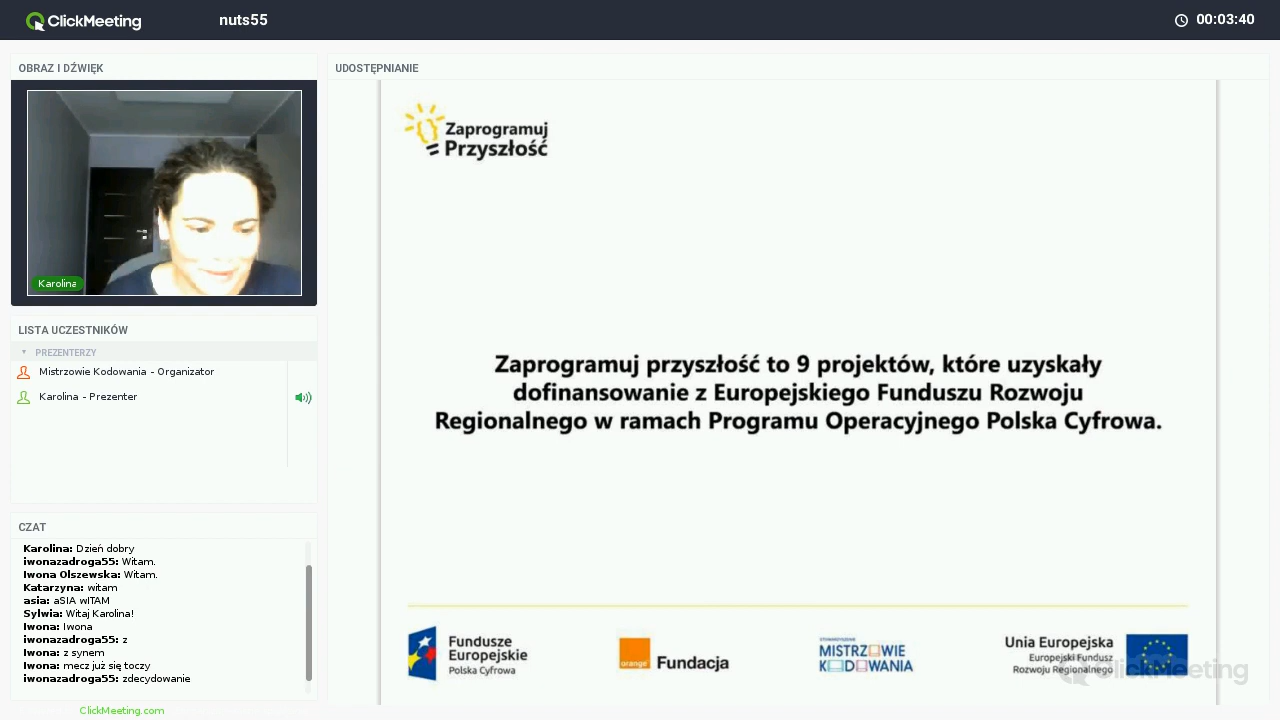 ClickMeeting
nuts55
00:03:40
OBRAZ I DŹWIĘK
Karolina
LISTA UCZESTNIKÓW
PREZENTERZY
Mistrzowie Kodowania - Organizator
Karolina - Prezenter
CZAT
Karolina: Dzień dobry
iwonazadroga55: Witam.
Iwona Olszewska: Witam.
Katarzyna: witam
asia: aSIA wITAM
Sylwia: Witaj Karolina!
Iwona: Iwona
iwonazadroga55: z
Iwona: z synem
Iwona: mecz już się toczy
iwonazadroga55: zdecydowanie
ClickMeeting.com
UDOSTĘPNIANIE
Zaprogramuj
Przyszłość
Zaprogramuj przyszłość to 9 projektów, które uzyskały
dofinansowanie z Europejskiego Funduszu Rozwoju
Regionalnego w ramach Programu Operacyjnego Polska Cyfrowa.
Fundusze
Europejskie
Polska Cyfrowa
orange
Fundacja
STOWARZYSZENIE
MISTRZOWIE
KODOWANIA
Unia Europejska
Europejski Fundusz
Rozwoju Regionalnego
ClickMeeting